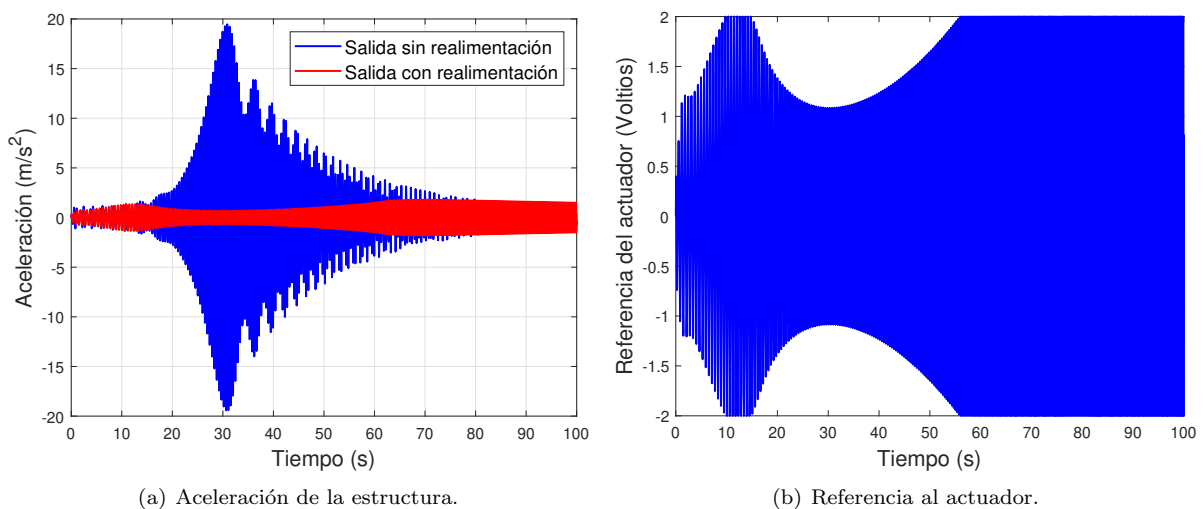 20
15
10
5
0
-5
-10
-15
-20
Aceleración (m/s²)
Salida sin realimentación
Salida con realimentación
0 10 20 30 40 50 60 70 80 90 100
Tiempo (s)
(a) Aceleración de la estructura.
2
1.5
1
0.5
0
-0.5
-1
-1.5
-2
Referencia del actuador (Voltios)
0 10 20 30 40 50 60 70 80 90 100
Tiempo (s)
(b) Referencia al actuador.